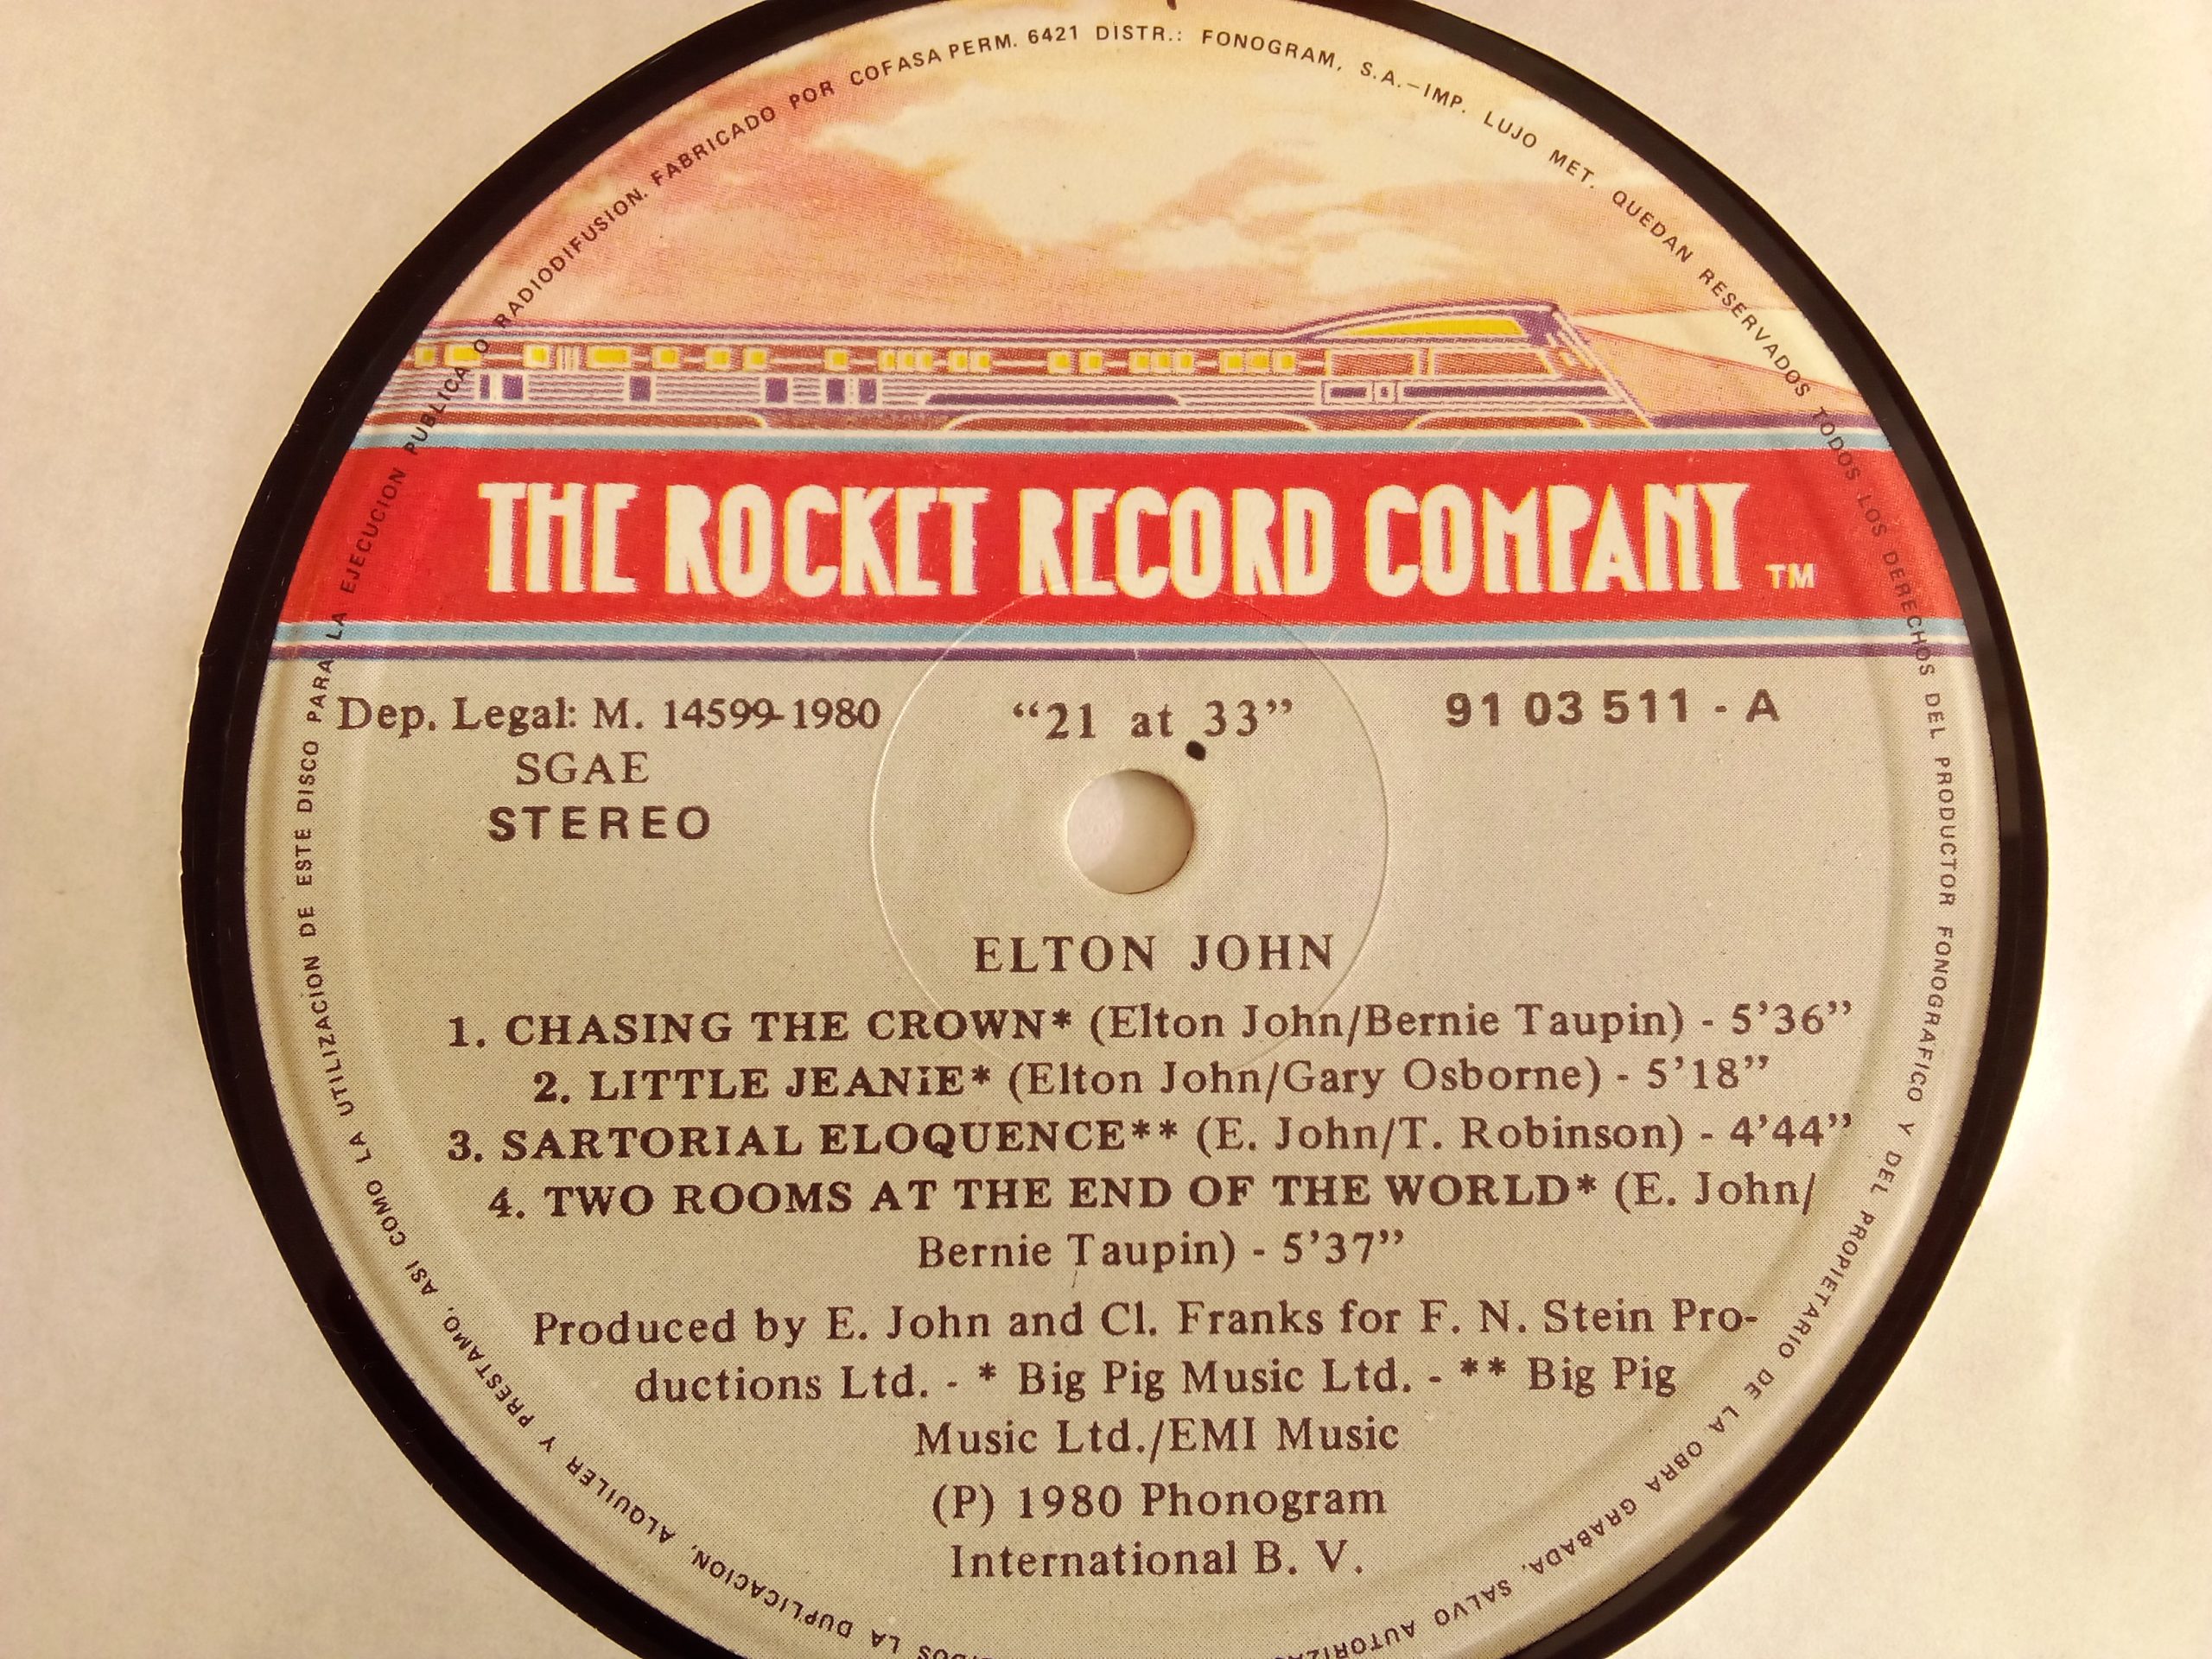 THE ROCKET RECORD COMPANY TM
Dep. Legal: M. 14599-1980
SGAE
STEREO
“21 at 33”
91 03 511 - A
ELTON JOHN
1. CHASING THE CROWN* (Elton John/Bernie Taupin) - 5’36”
2. LITTLE JEANIE* (Elton John/Gary Osborne) - 5’18”
3. SARTORIAL ELOQUENCE** (E. John/T. Robinson) - 4’44”
4. TWO ROOMS AT THE END OF THE WORLD* (E. John/
Bernie Taupin) - 5’37”
Produced by E. John and Cl. Franks for F. N. Stein Pro-
ductions Ltd. - * Big Pig Music Ltd. - ** Big Pig
Music Ltd./EMI Music
(P) 1980 Phonogram
International B. V.
FABRICADO POR COFASA PERM. 6421 DISTR.: FONOGRAM, S.A.—IMP. LUJO MET. QUEDAN RESERVADOS TODOS LOS DERECHOS DEL PRODUCTOR FONOGRAFICO Y DEL PROPIETARIO DE LA OBRA GRABADA, SALVO
LA DUPLICACION, ALQUILER Y PRESTAMO, ASI COMO LA UTILIZACION DE ESTE DISCO PARA LA EJECUCION PUBLICA O RADIODIFUSION.